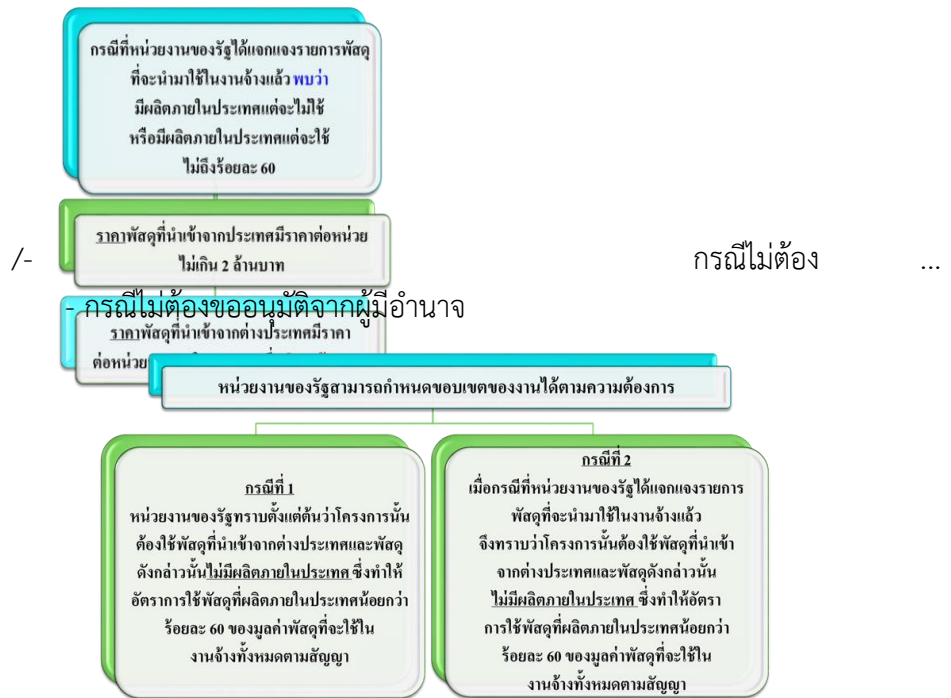 กรณีที่หน่วยงานของรัฐได้แจกแจงรายการพัสดุ
ที่จะนำมาใช้ในงานจ้างแล้ว พบว่า
มีผลิตภายในประเทศแต่จะไม่ใช้
หรือมีผลิตภายในประเทศแต่จะใช้
ไม่ถึงร้อยละ 60
ราคาพัสดุที่นำเข้าจากประเทศมีราคาต่อหน่วย
ไม่เกิน 2 ล้านบาท
/- กรณีไม่ต้อง ...
- กรณีไม่ต้องขออนุมัติจากผู้มีอำนาจ
ราคาพัสดุที่นำเข้าจากต่างประเทศมีราคา
ต่อหน่วย
หน่วยงานของรัฐสามารถกำหนดขอบเขตของงานได้ตามความต้องการ
กรณีที่ 1
หน่วยงานของรัฐทราบตั้งแต่ต้นว่าโครงการนั้น
ต้องใช้พัสดุที่นำเข้าจากต่างประเทศและพัสดุ
ดังกล่าวนั้นไม่มีผลิตภายในประเทศ ซึ่งทำให้
อัตราการใช้พัสดุที่ผลิตภายในประเทศน้อยกว่า
ร้อยละ 60 ของมูลค่าพัสดุที่จะใช้ใน
งานจ้างทั้งหมดตามสัญญา
กรณีที่ 2
เมื่อกรณีที่หน่วยงานของรัฐได้แจกแจงรายการ
พัสดุที่จะนำมาใช้ในงานจ้างแล้ว
จึงทราบว่าโครงการนั้นต้องใช้พัสดุที่นำเข้า
จากต่างประเทศและพัสดุดังกล่าวนั้น
ไม่มีผลิตภายในประเทศ ซึ่งทำให้อัตรา
การใช้พัสดุที่ผลิตภายในประเทศน้อยกว่า
ร้อยละ 60 ของมูลค่าพัสดุที่จะใช้ใน
งานจ้างทั้งหมดตามสัญญา